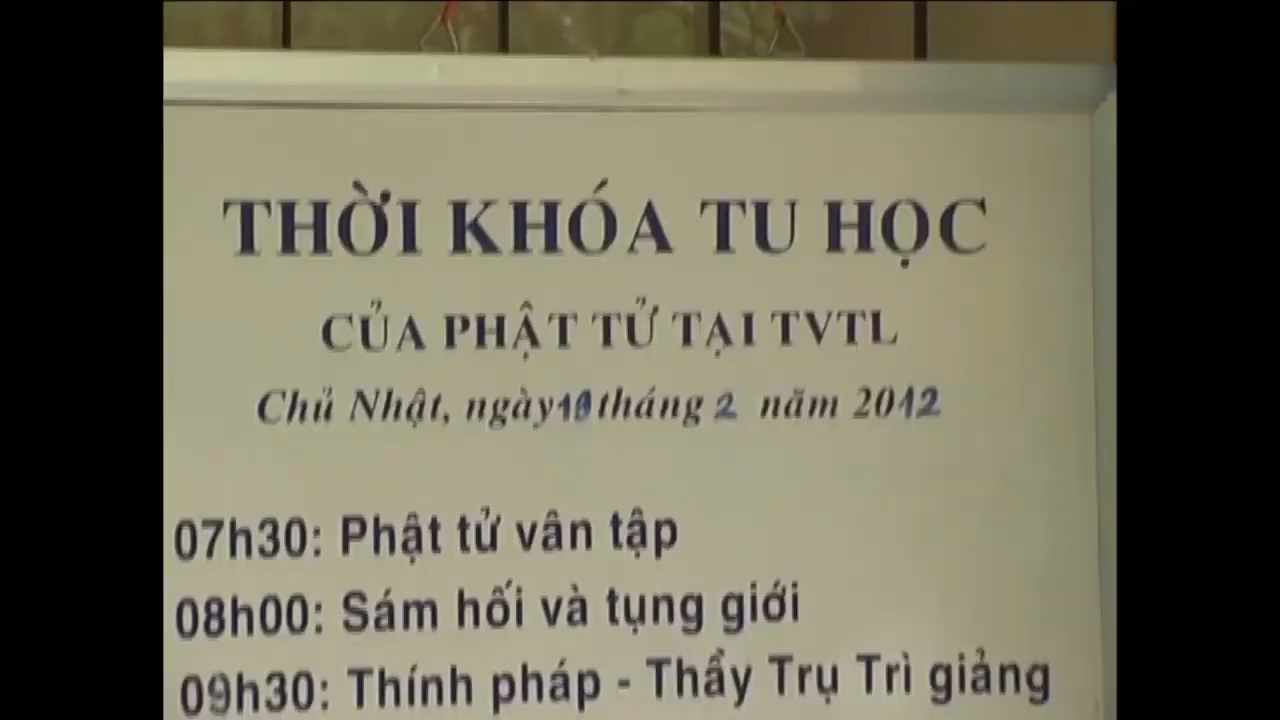 THỜI KHÓA TU HỌC
CỦA PHẬT TỬ TẠI TVTL
Chủ Nhật, ngày 19 tháng 2 năm 2012
07h30: Phật tử vân tập
08h00: Sám hối và tụng giới
09h30: Thính pháp - Thầy Trụ Trì giảng